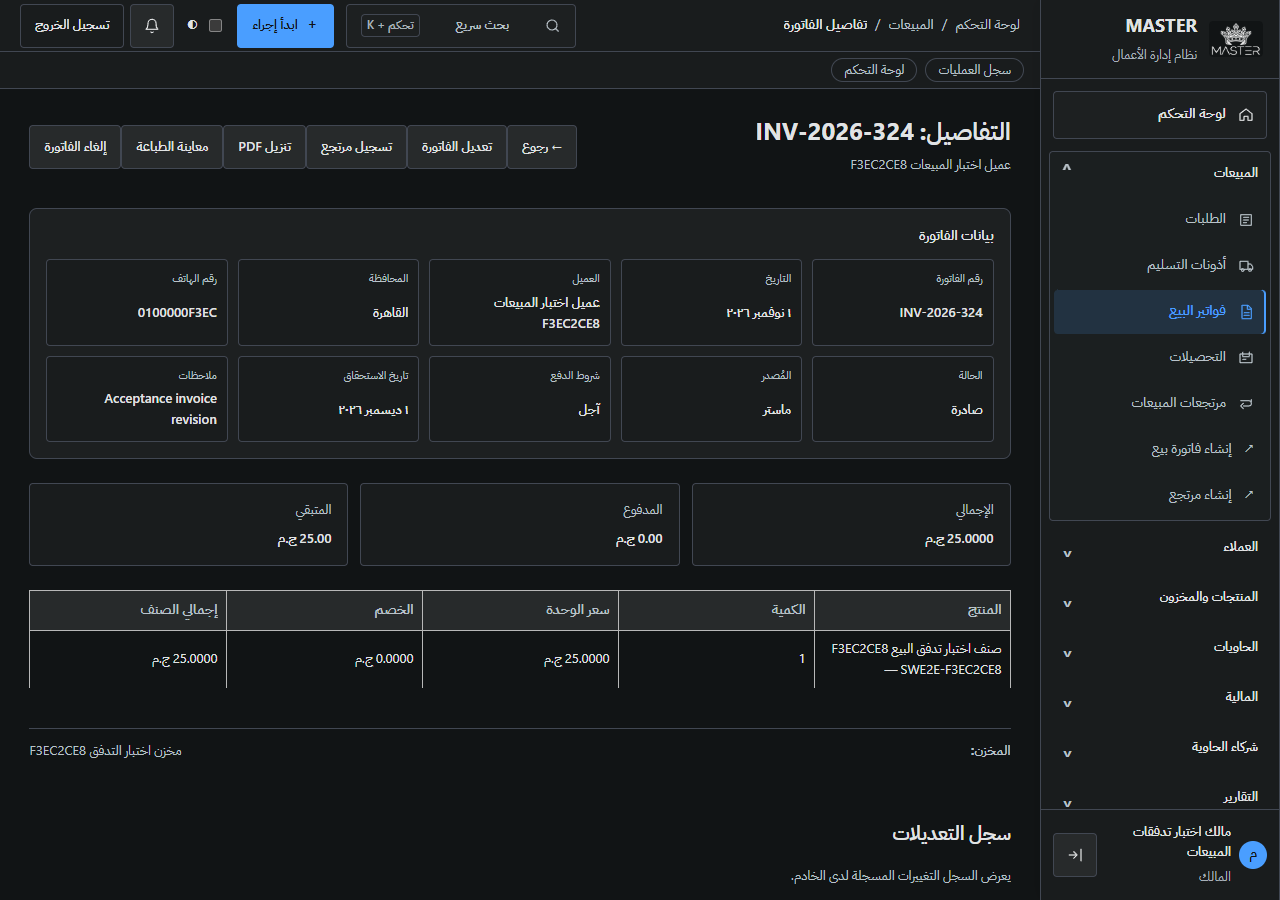 MASTER
نظام إدارة الأعمال
MASTER
لوحة التحكم
المبيعات
الطلبات
أذونات التسليم
فواتير البيع
التحصيلات
مرتجعات المبيعات
إنشاء فاتورة بيع
إنشاء مرتجع
العملاء
المنتجات والمخزون
الحاويات
المالية
شركاء الحاوية
التقارير
مالك اختبار تدفقات
المبيعات
المالك
م
لوحة التحكم / المبيعات / تفاصيل الفاتورة
بحث سريع
تحكم + K
+ ابدأ إجراء
تسجيل الخروج
سجل العمليات
لوحة التحكم
التفاصيل: INV-2026-324
عميل اختبار المبيعات F3EC2CE8
← رجوع
تعديل الفاتورة
تسجيل مرتجع
تنزيل PDF
معاينة الطباعة
إلغاء الفاتورة
بيانات الفاتورة
رقم الفاتورة
INV-2026-324
التاريخ
١ نوفمبر ٢٠٢٦
العميل
عميل اختبار المبيعات
F3EC2CE8
المحافظة
القاهرة
رقم الهاتف
0100000F3EC
الحالة
صادرة
المُصدر
ماستر
شروط الدفع
آجل
تاريخ الاستحقاق
١ ديسمبر ٢٠٢٦
ملاحظات
Acceptance invoice
revision
الإجمالي
25.0000 ج.م
المدفوع
0.00 ج.م
المتبقي
25.00 ج.م
المنتج
الكمية
سعر الوحدة
الخصم
إجمالي الصنف
صنف اختبار تدفق البيع F3EC2CE8
— SWE2E-F3EC2CE8
1
25.0000 ج.م
0.0000 ج.م
25.0000 ج.م
المخزن:
مخزن اختبار التدفق F3EC2CE8
سجل التعديلات
يعرض السجل التغييرات المسجلة لدى الخادم.